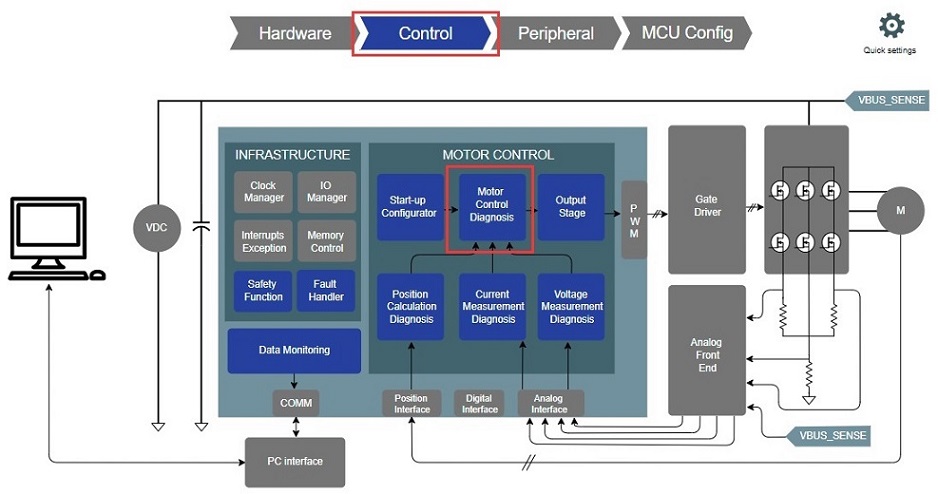 Hardware
Control
Peripheral
MCU Config
Quick settings
VBUS_SENSE
INFRASTRUCTURE
MOTOR CONTROL
Clock
Manager
IO
Manager
Interrupts
Exception
Memory
Control
Safety
Function
Fault
Handler
Start-up
Configurator
Motor
Control
Diagnosis
Output
Stage
P
W
M
Gate
Driver
M
VDC
Position
Calculation
Diagnosis
Current
Measurement
Diagnosis
Voltage
Measurement
Diagnosis
Data Monitoring
Analog
Front
End
COMM
Position
Interface
Digital
Interface
Analog
Interface
VBUS_SENSE
PC interface